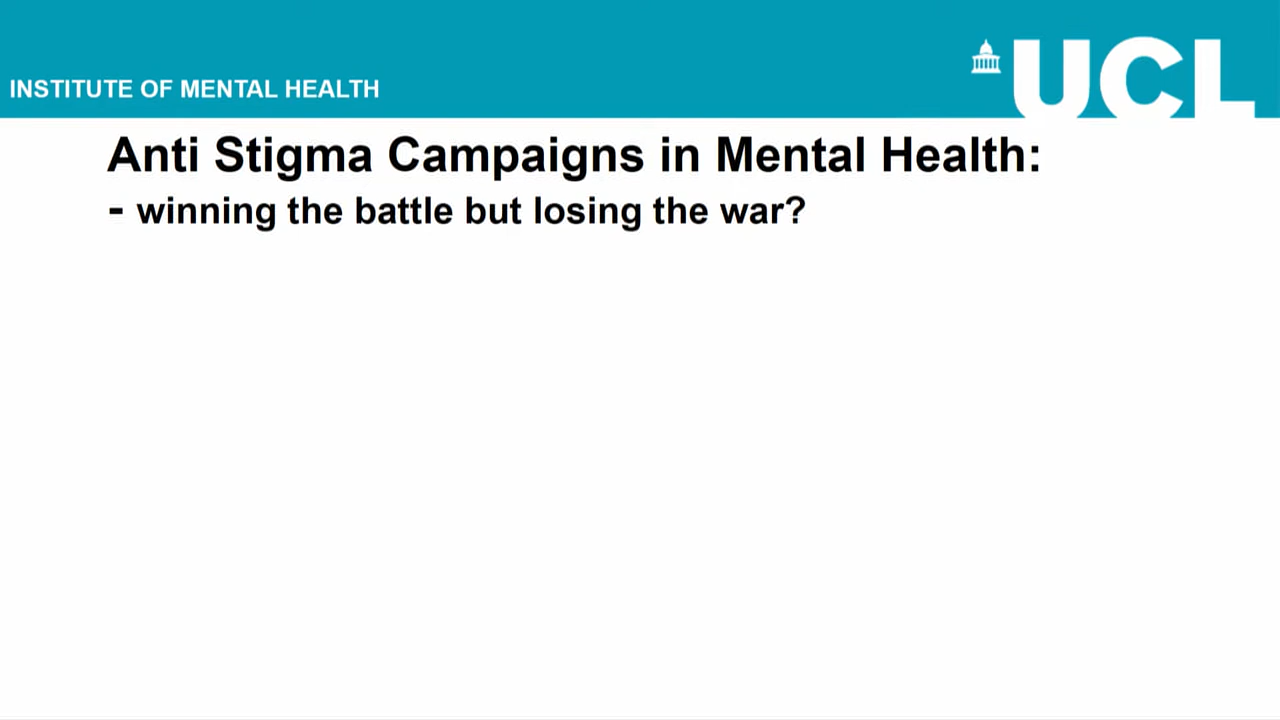 INSTITUTE OF MENTAL HEALTH
UCL
Anti Stigma Campaigns in Mental Health:
- winning the battle but losing the war?